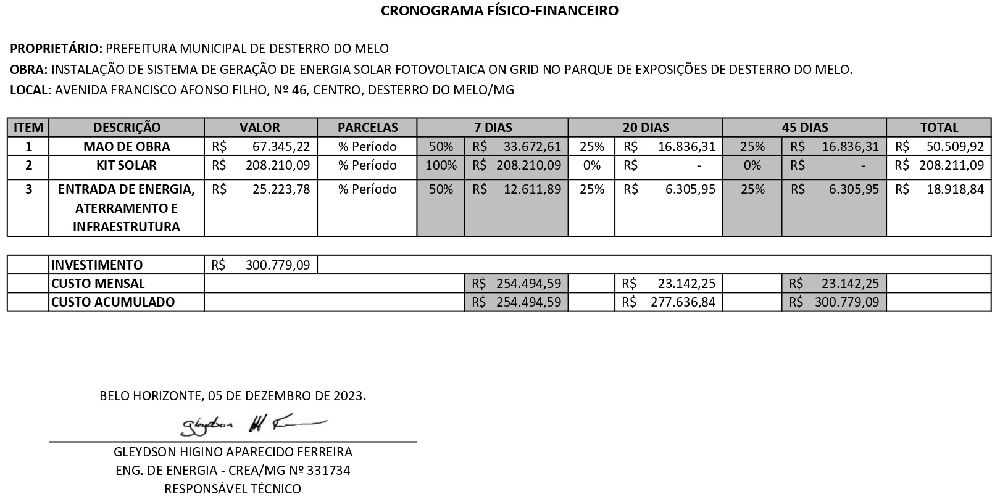 CRONOGRAMA FÍSICO-FINANCEIRO
PROPRIETÁRIO: PREFEITURA MUNICIPAL DE DESTERRO DO MELO
OBRA: INSTALAÇÃO DE SISTEMA DE GERAÇÃO DE ENERGIA SOLAR FOTOVOLTAICA ON GRID NO PARQUE DE EXPOSIÇÕES DE DESTERRO DO MELO.
LOCAL: AVENIDA FRANCISCO AFONSO FILHO, Nº 46, CENTRO, DESTERRO DO MELO/MG
ITEM DESCRIÇÃO VALOR PARCELAS 7 DIAS 20 DIAS 45 DIAS TOTAL
1 MAO DE OBRA R$ 67.345,22 % Período 50% R$ 33.672,61 25% R$ 16.836,31 25% R$ 16.836,31 R$ 50.509,92
2 KIT SOLAR R$ 208.210,09 % Período 100% R$ 208.210,09 0% R$ - 0% R$ - R$ 208.211,09
3 ENTRADA DE ENERGIA, R$ 25.223,78 % Período 50% R$ 12.611,89 25% R$ 6.305,95 25% R$ 6.305,95 R$ 18.918,84
ATERRAMENTO E
INFRAESTRUTURA
INVESTIMENTO R$ 300.779,09
CUSTO MENSAL R$ 254.494,59 R$ 23.142,25 R$ 23.142,25
CUSTO ACUMULADO R$ 254.494,59 R$ 277.636,84 R$ 300.779,09
BELO HORIZONTE, 05 DE DEZEMBRO DE 2023.
GLEYDSON HIGINO APARECIDO FERREIRA
ENG. DE ENERGIA - CREA/MG Nº 331734
RESPONSÁVEL TÉCNICO